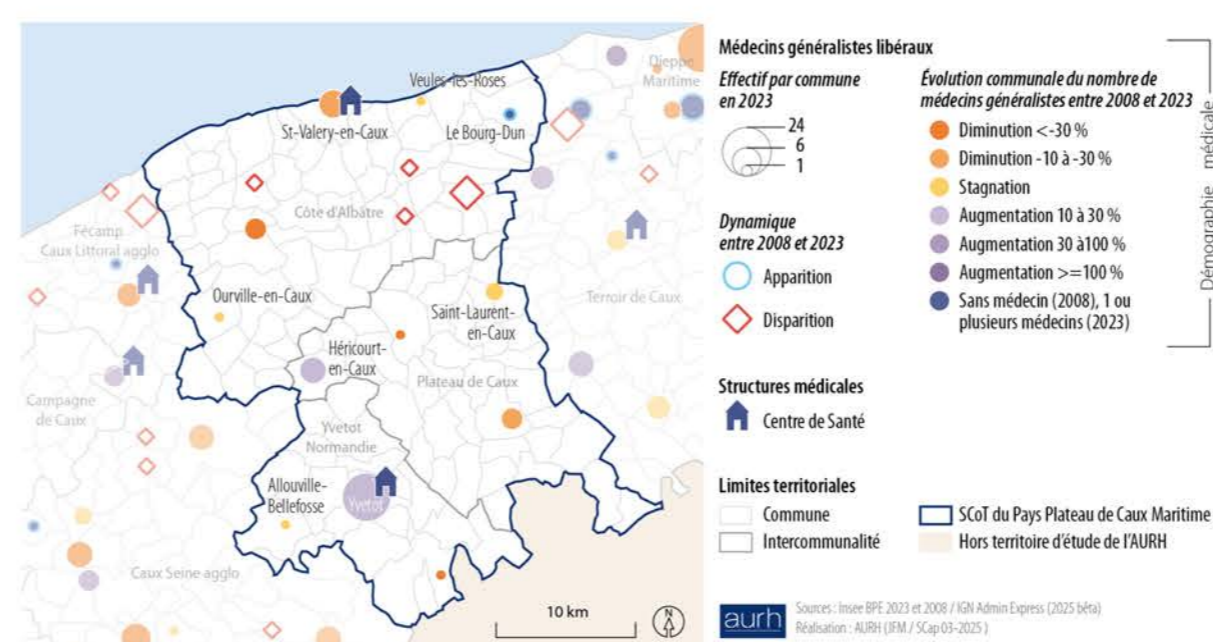 Veules-les-Roses
Dieppe
Maritime
St-Valery-en-Caux
Le Bourg-Dun
Côte d'Albâtre
Fécamp
Caux Littoral agglo
Ourville-en-Caux
Saint-Laurent-
en-Caux
Terroir de Caux
Héricourt-
en-Caux
Plateau de Caux
Campagne
de Caux
Yvetot
Normandie
Allouville-
Bellefosse
Yvetot
Caux Seine agglo
10 km
N
Médecins généralistes libéraux
Effectif par commune
en 2023
24
6
1
Dynamique
entre 2008 et 2023
Apparition
Disparition
Évolution communale du nombre de
médecins généralistes entre 2008 et 2023
Diminution <-30 %
Diminution -10 à -30 %
Stagnation
Augmentation 10 à 30 %
Augmentation 30 à100 %
Augmentation >=100 %
Sans médecin (2008), 1 ou
plusieurs médecins (2023)
Démographie médicale
Structures médicales
Centre de Santé
Limites territoriales
Commune
Intercommunalité
SCoT du Pays Plateau de Caux Maritime
Hors territoire d'étude de l'AURH
aurh
Sources : Insee BPE 2023 et 2008 / IGN Admin Express (2025 bêta)
Réalisation : AURH (JFM / SCap 03-2025 )